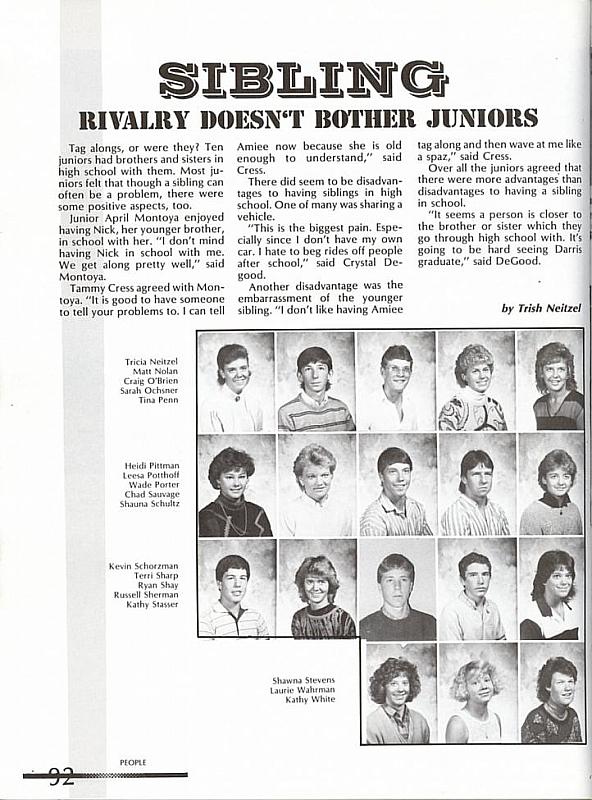 SIBLING
RIVALRY DOESN'T BOTHER JUNIORS
Tag alongs, or were they? Ten
juniors had brothers and sisters in
high school with them. Most ju-
niors felt that though a sibling can
often be a problem, there were
some positive aspects, too.
Junior April Montoya enjoyed
having Nick, her younger brother,
in school with her. "I don't mind
having Nick in school with me.
We get along pretty well," said
Montoya.
Tammy Cress agreed with Mon-
toya. "It is good to have someone
to tell your problems to. I can tell
Amiee now because she is old
enough to understand," said
Cress.
There did seem to be disadvan-
tages to having siblings in high
school. One of many was sharing a
vehicle.
"This is the biggest pain. Espe-
cially since I don't have my own
car. I hate to beg rides off people
after school," said Crystal De-
good.
Another disadvantage was the
embarrassment of the younger
sibling. "I don't like having Amiee
tag along and then wave at me like
a spaz," said Cress.
Over all the juniors agreed that
there were more advantages than
disadvantages to having a sibling
in school.
"It seems a person is closer to
the brother or sister which they
go through high school with. It's
going to be hard seeing Darris
graduate," said DeGood.
by Trish Neitzel
Tricia Neitzel
Matt Nolan
Craig O'Brien
Sarah Ochsner
Tina Penn
Heidi Pittman
Leesa Potthoff
Wade Porter
Chad Sauvage
Shauna Schultz
Kevin Schorzman
Terri Sharp
Ryan Shay
Russell Sherman
Kathy Stasser
Shawna Stevens
Laurie Wahrman
Kathy White
PEOPLE
92